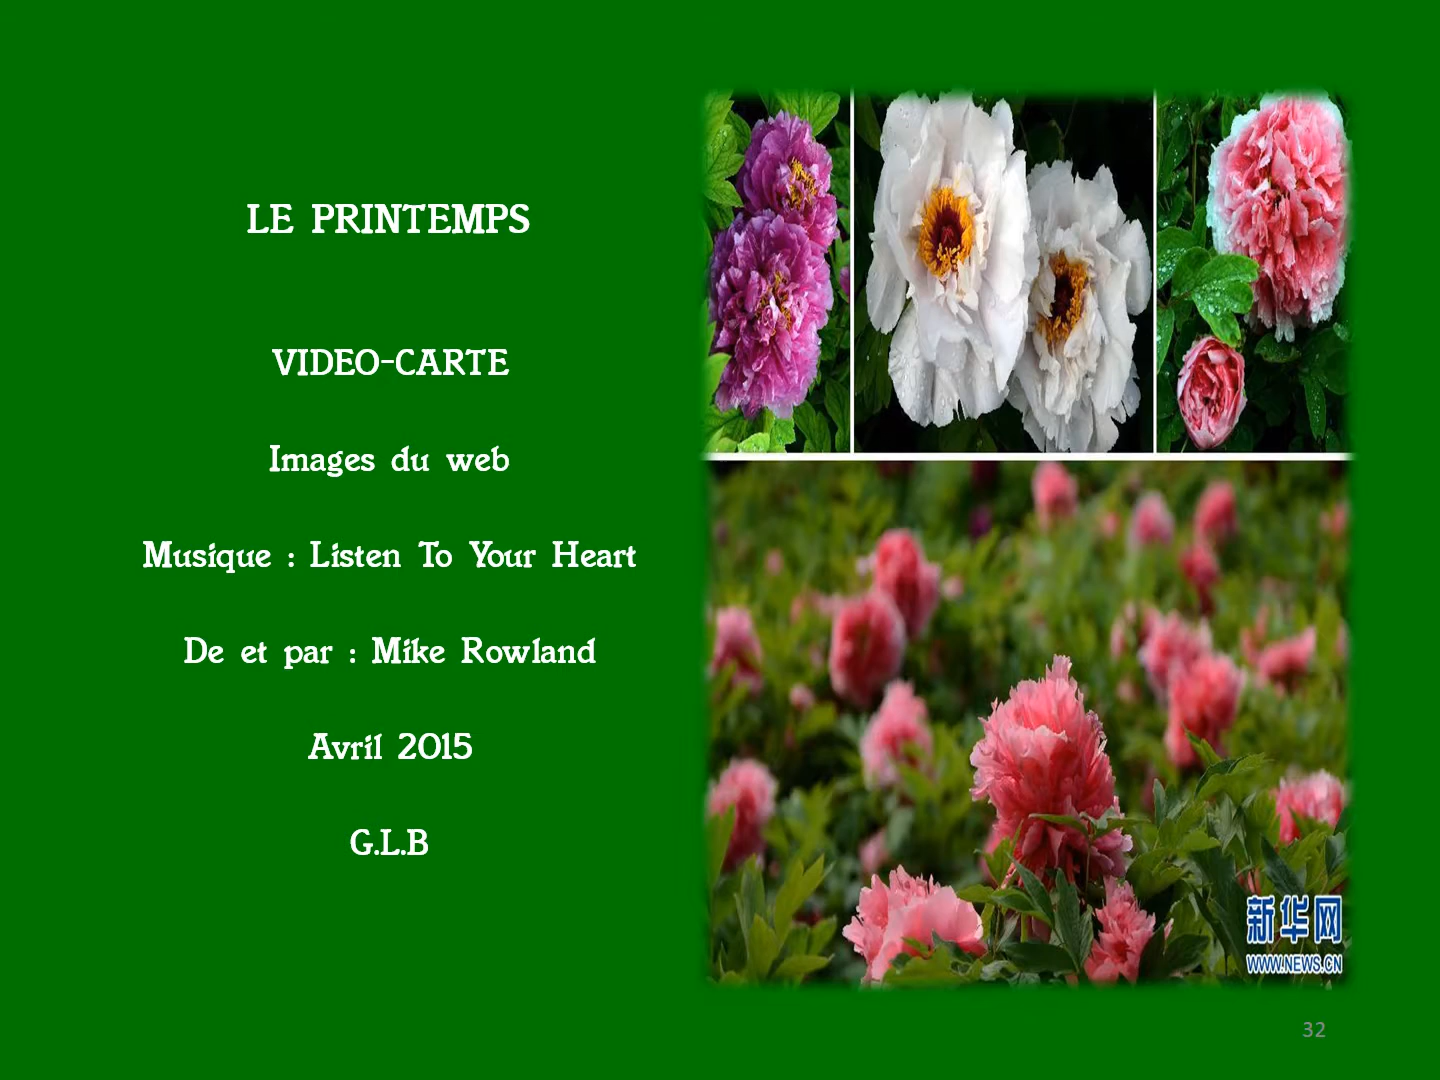 LE PRINTEMPS
VIDEO-CARTE
Images du web
Musique : Listen To Your Heart
De et par : Mike Rowland
Avril 2015
G.L.B
新华网
WWW.NEWS.CN
32